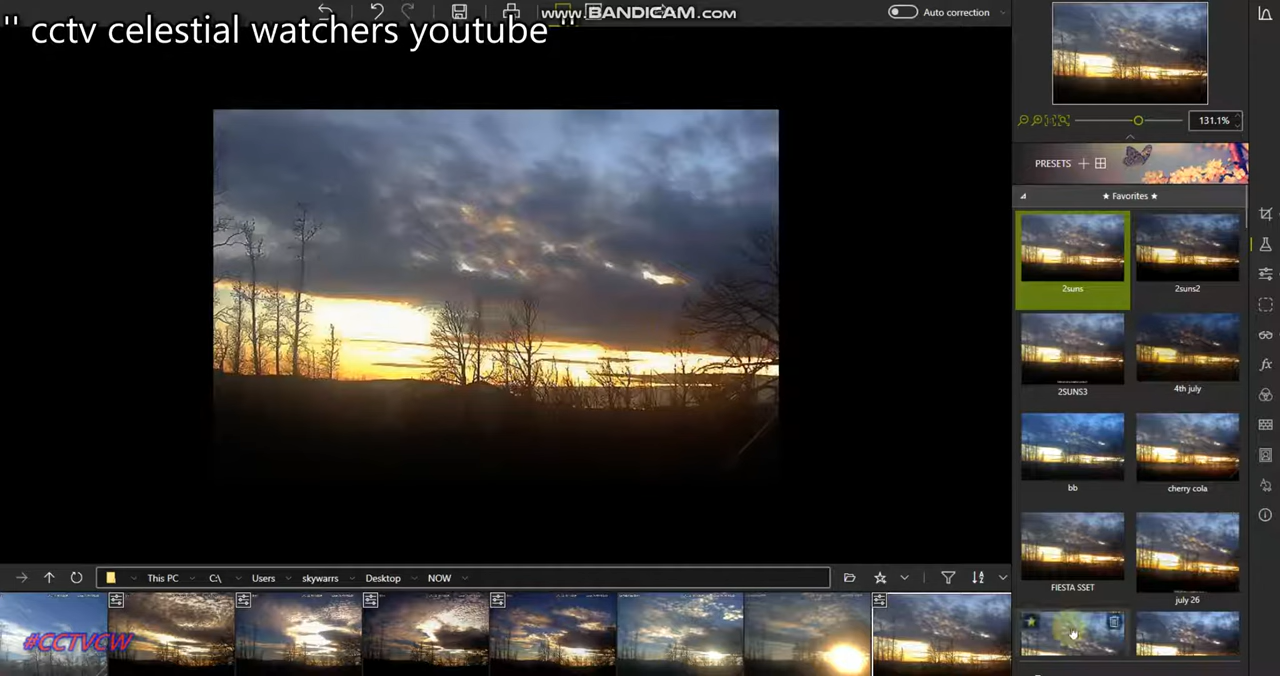 www.BANDICAM.com
Auto correction
" cctv celestial watchers youtube "
131.1%
PRESETS
★ Favorites ★
2suns
2suns2
2SUNS3
4th july
bb
cherry cola
FIESTA SSET
july 26
This PC
C:\
Users
skywarrs
Desktop
NOW
#CCTVCW